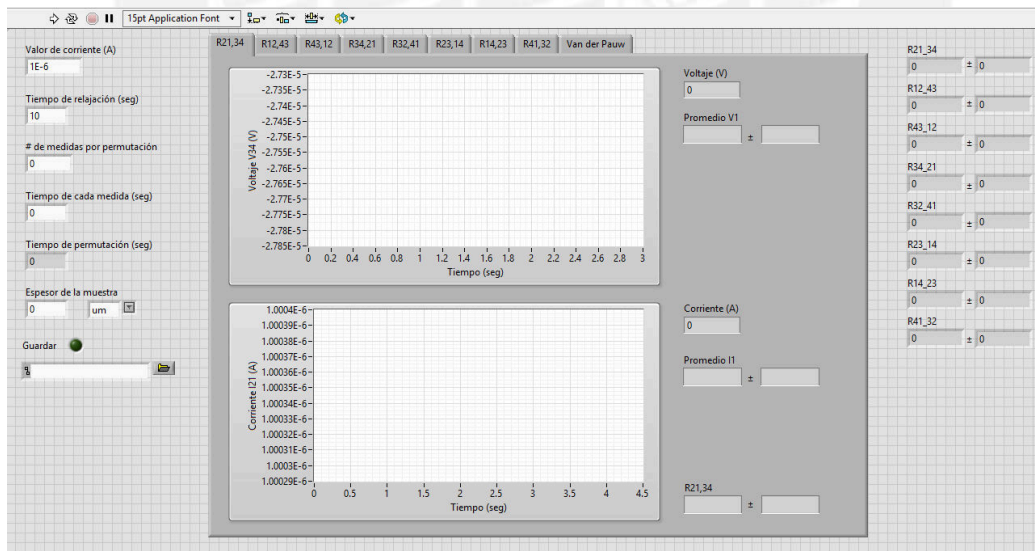 15pt Application Font
Valor de corriente (A)
1E-6
Tiempo de relajación (seg)
10
# de medidas por permutación
0
Tiempo de cada medida (seg)
0
Tiempo de permutación (seg)
0
Espesor de la muestra
0 um
Guardar
R21,34 R12,43 R43,12 R34,21 R32,41 R23,14 R14,23 R41,32 Van der Pauw
Voltaje V34 (V)
-2.73E-5
-2.735E-5
-2.74E-5
-2.745E-5
-2.75E-5
-2.755E-5
-2.76E-5
-2.765E-5
-2.77E-5
-2.775E-5
-2.78E-5
-2.785E-5
0 0.2 0.4 0.6 0.8 1 1.2 1.4 1.6 1.8 2 2.2 2.4 2.6 2.8 3
Tiempo (seg)
Voltaje (V)
0
Promedio V1
±
Corriente I21 (A)
1.0004E-6
1.00039E-6
1.00038E-6
1.00037E-6
1.00036E-6
1.00035E-6
1.00034E-6
1.00033E-6
1.00032E-6
1.00031E-6
1.0003E-6
1.00029E-6
0 0.5 1 1.5 2 2.5 3 3.5 4 4.5
Tiempo (seg)
Corriente (A)
0
Promedio I1
±
R21,34
±
R21_34
0 ± 0
R12_43
0 ± 0
R43_12
0 ± 0
R34_21
0 ± 0
R32_41
0 ± 0
R23_14
0 ± 0
R14_23
0 ± 0
R41_32
0 ± 0